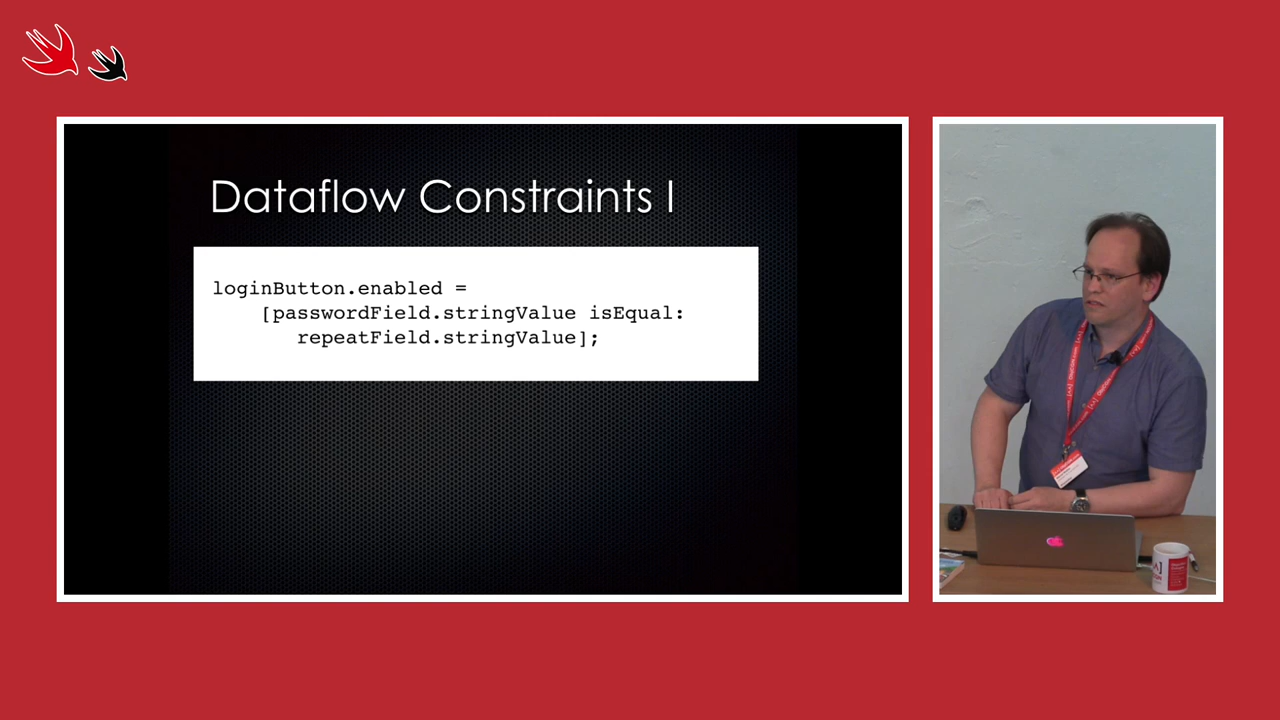 Dataflow Constraints I
loginButton.enabled =
[passwordField.stringValue isEqual:
repeatField.stringValue];